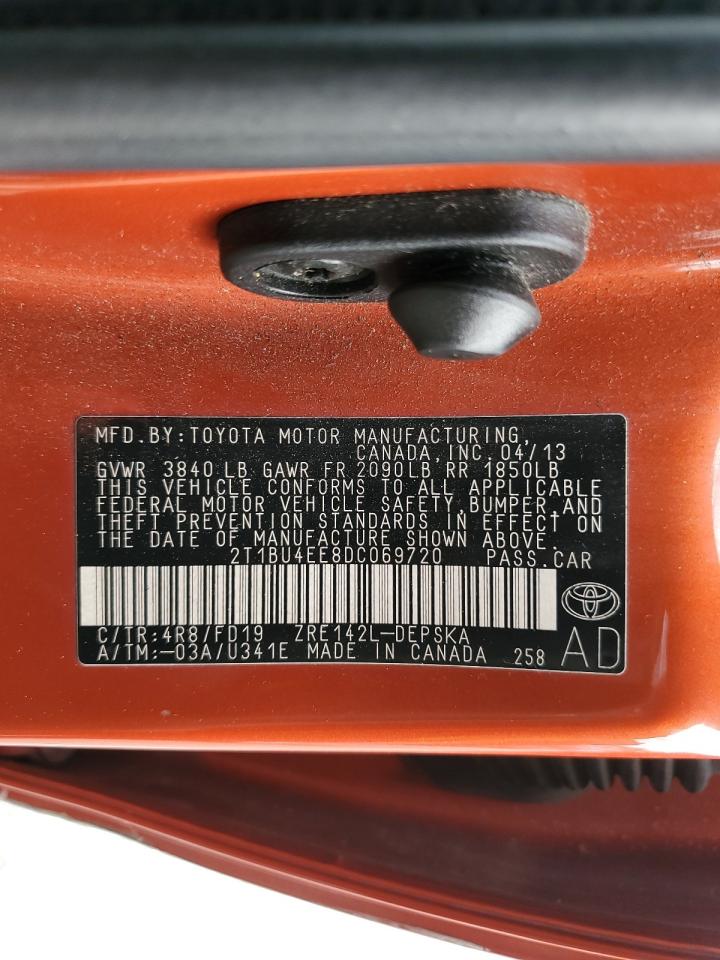 MFD.BY:TOYOTA MOTOR MANUFACTURING,
CANADA,INC. 04/13
GVWR 3840 LB GAWR FR 2090LB RR 1850LB
THIS VEHICLE CONFORMS TO ALL APPLICABLE
FEDERAL MOTOR VEHICLE SAFETY,BUMPER,AND
THEFT PREVENTION STANDARDS IN EFFECT ON
THE DATE OF MANUFACTURE SHOWN ABOVE.
2T1BU4EE8DC069720 PASS.CAR
C/TR:4R8/FD19 ZRE142L-DEPSKA
A/TM:-03A/U341E MADE IN CANADA 258 AD